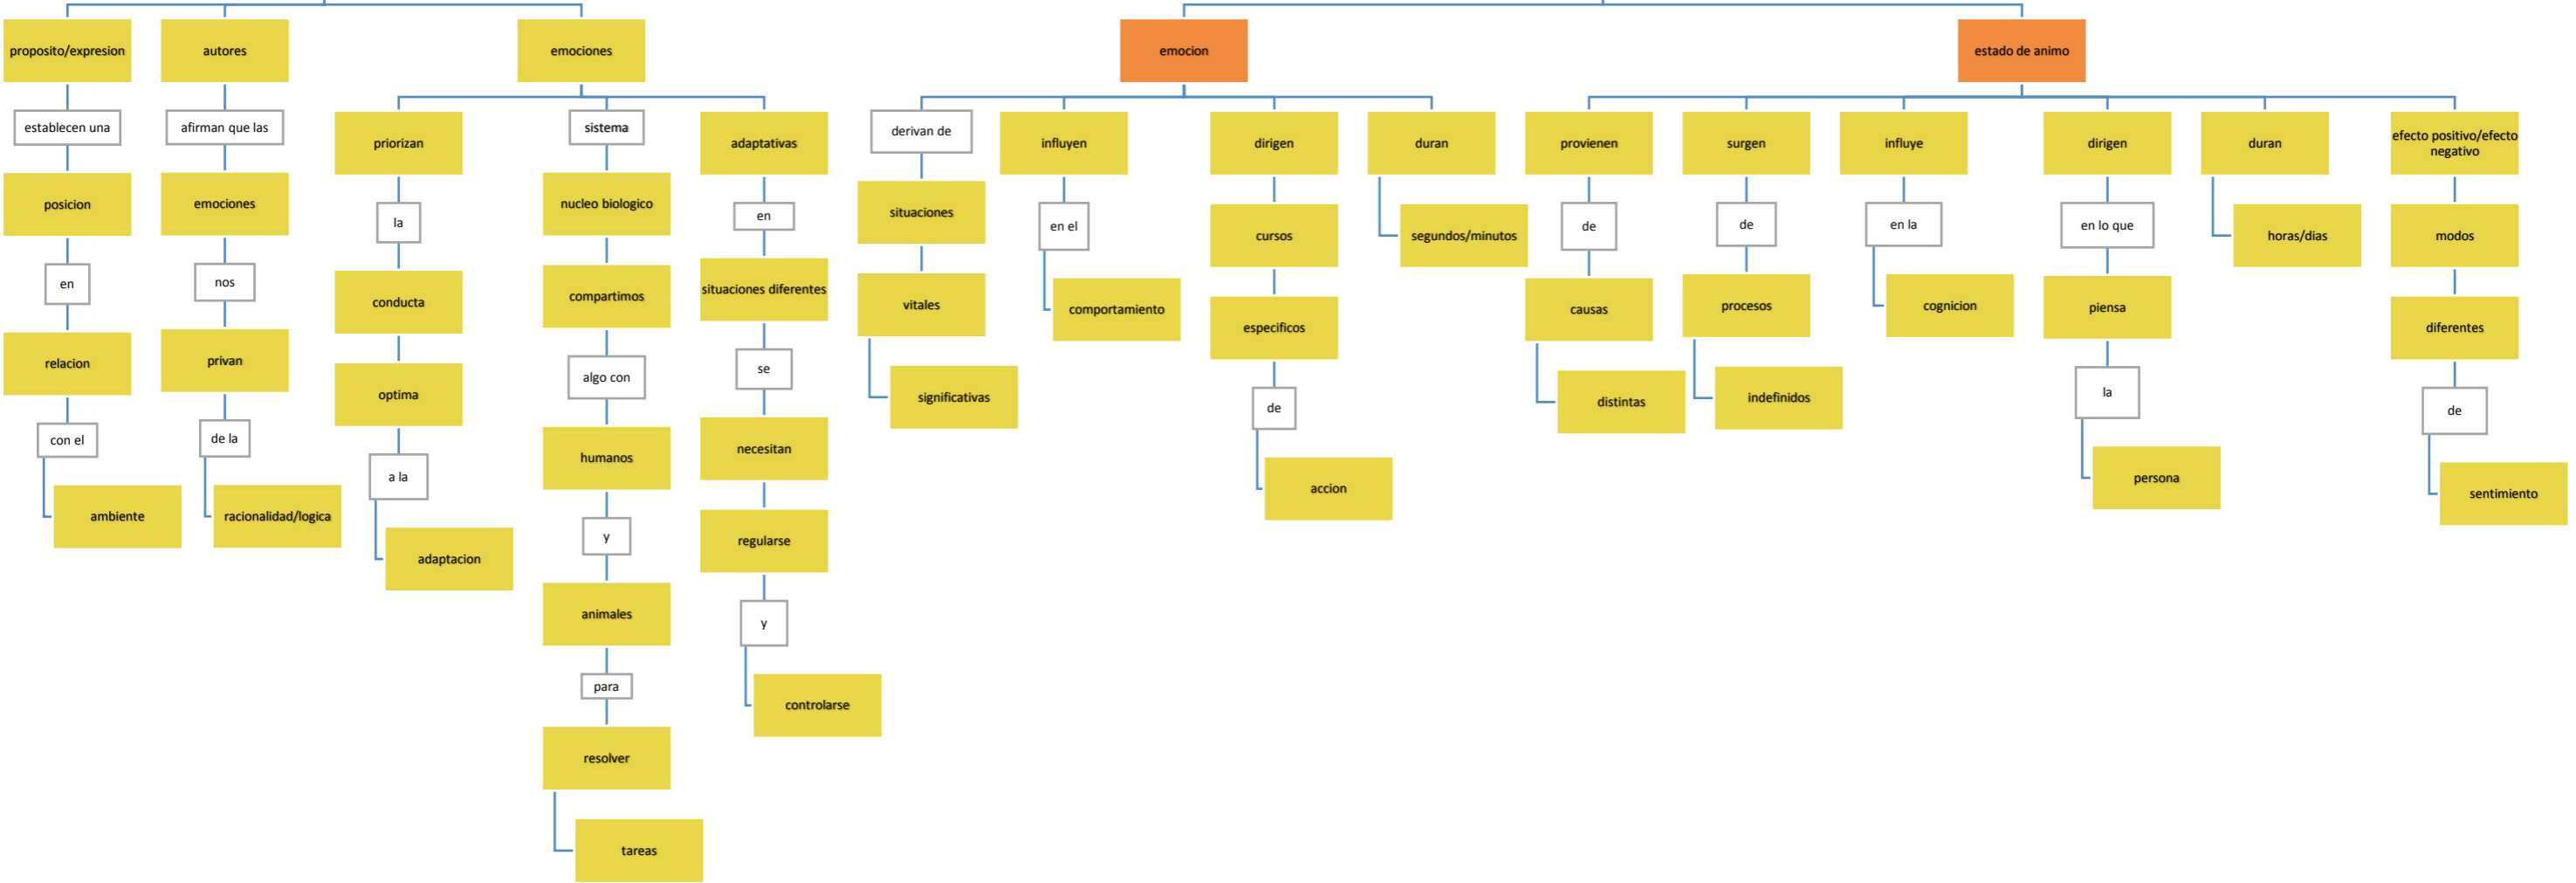 proposito/expresion
establecen una
posicion
en
relacion
con el
ambiente
autores
afirman que las
emociones
nos
privan
de la
racionalidad/logica
emociones
priorizan
la
conducta
optima
a la
adaptacion
sistema
nucleo biologico
compartimos
algo con
humanos
y
animales
para
resolver
tareas
adaptativas
en
situaciones diferentes
se
necesitan
regularse
y
controlarse
emocion
derivan de
situaciones
vitales
significativas
influyen
en el
comportamiento
dirigen
cursos
especificos
de
accion
duran
segundos/minutos
estado de animo
provienen
de
causas
distintas
surgen
de
procesos
indefinidos
influye
en la
cognicion
dirigen
en lo que
piensa
la
persona
duran
horas/dias
efecto positivo/efecto
negativo
modos
diferentes
de
sentimiento